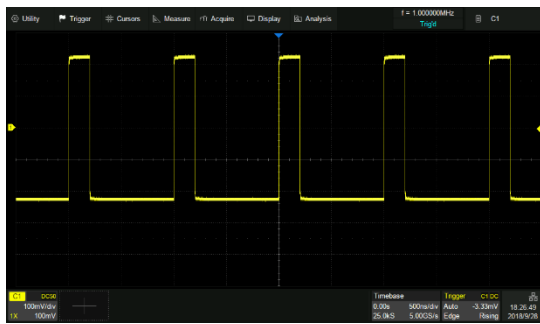 Utility Trigger Cursors Measure Acquire Display Analysis f = 1.000000MHz C1
Trig'd
C1 DC50 Timebase Trigger C1 DC
100mV/div 0.00s 500ns/div Auto -3.33mV 18:26:49
1X 100mV 25.0kS 5.00GS/s Edge Rising 2018/9/28